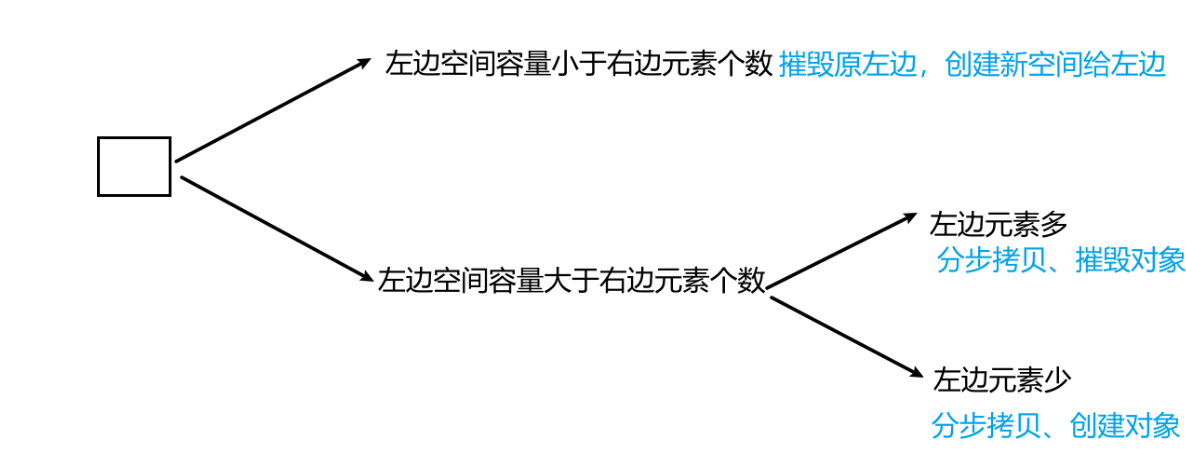 左边空间容量小于右边元素个数 摧毁原左边，创建新空间给左边
左边元素多
分步拷贝、摧毁对象
左边空间容量大于右边元素个数
左边元素少
分步拷贝、创建对象